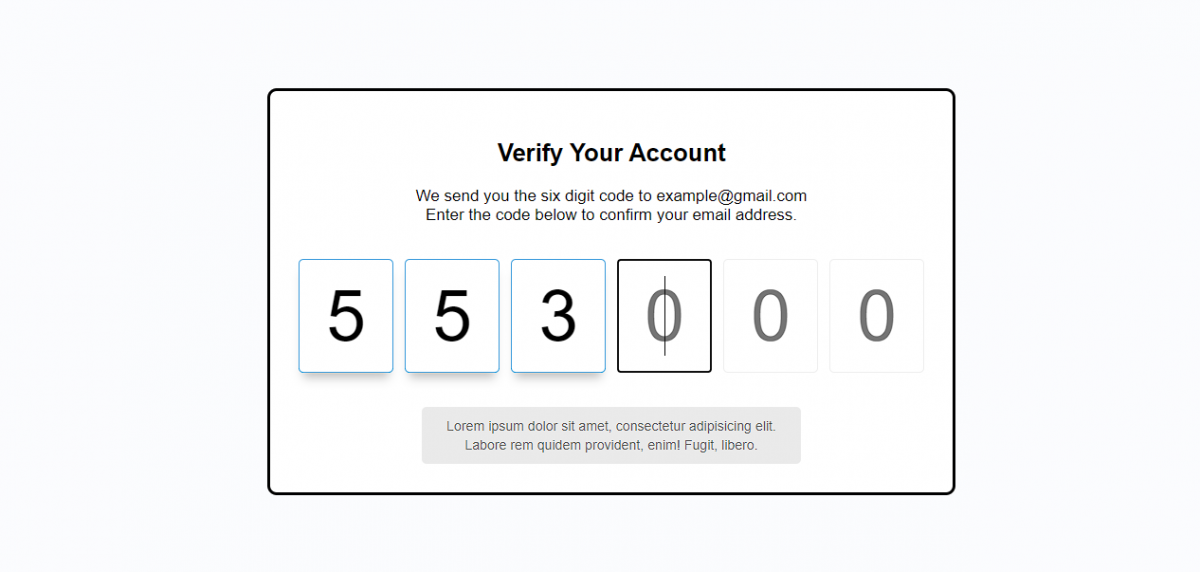 Verify Your Account
We send you the six digit code to example@gmail.com
Enter the code below to confirm your email address.
5 5 3 0 0 0
Lorem ipsum dolor sit amet, consectetur adipisicing elit.
Labore rem quidem provident, enim! Fugit, libero.